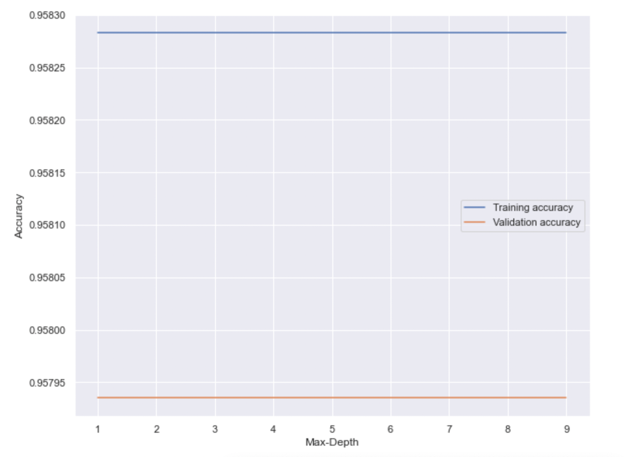 0.95830
0.95825
0.95820
0.95815
0.95810
0.95805
0.95800
0.95795
Accuracy
Training accuracy
Validation accuracy
1 2 3 4 5 6 7 8 9
Max-Depth